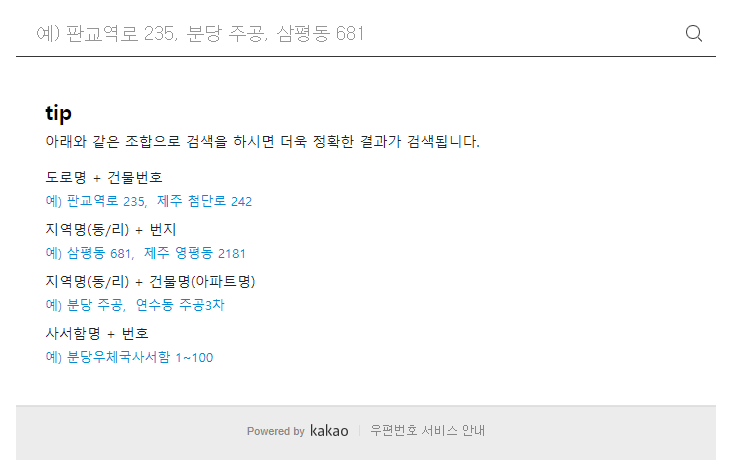 예) 판교역로 235, 분당 주공, 삼평동 681
tip
아래와 같은 조합으로 검색을 하시면 더욱 정확한 결과가 검색됩니다.
도로명 + 건물번호
예) 판교역로 235, 제주 첨단로 242
지역명(동/리) + 번지
예) 삼평동 681, 제주 영평동 2181
지역명(동/리) + 건물명(아파트명)
예) 분당 주공, 연수동 주공3차
사서함명 + 번호
예) 분당우체국사서함 1~100
Powered by kakao 우편번호 서비스 안내